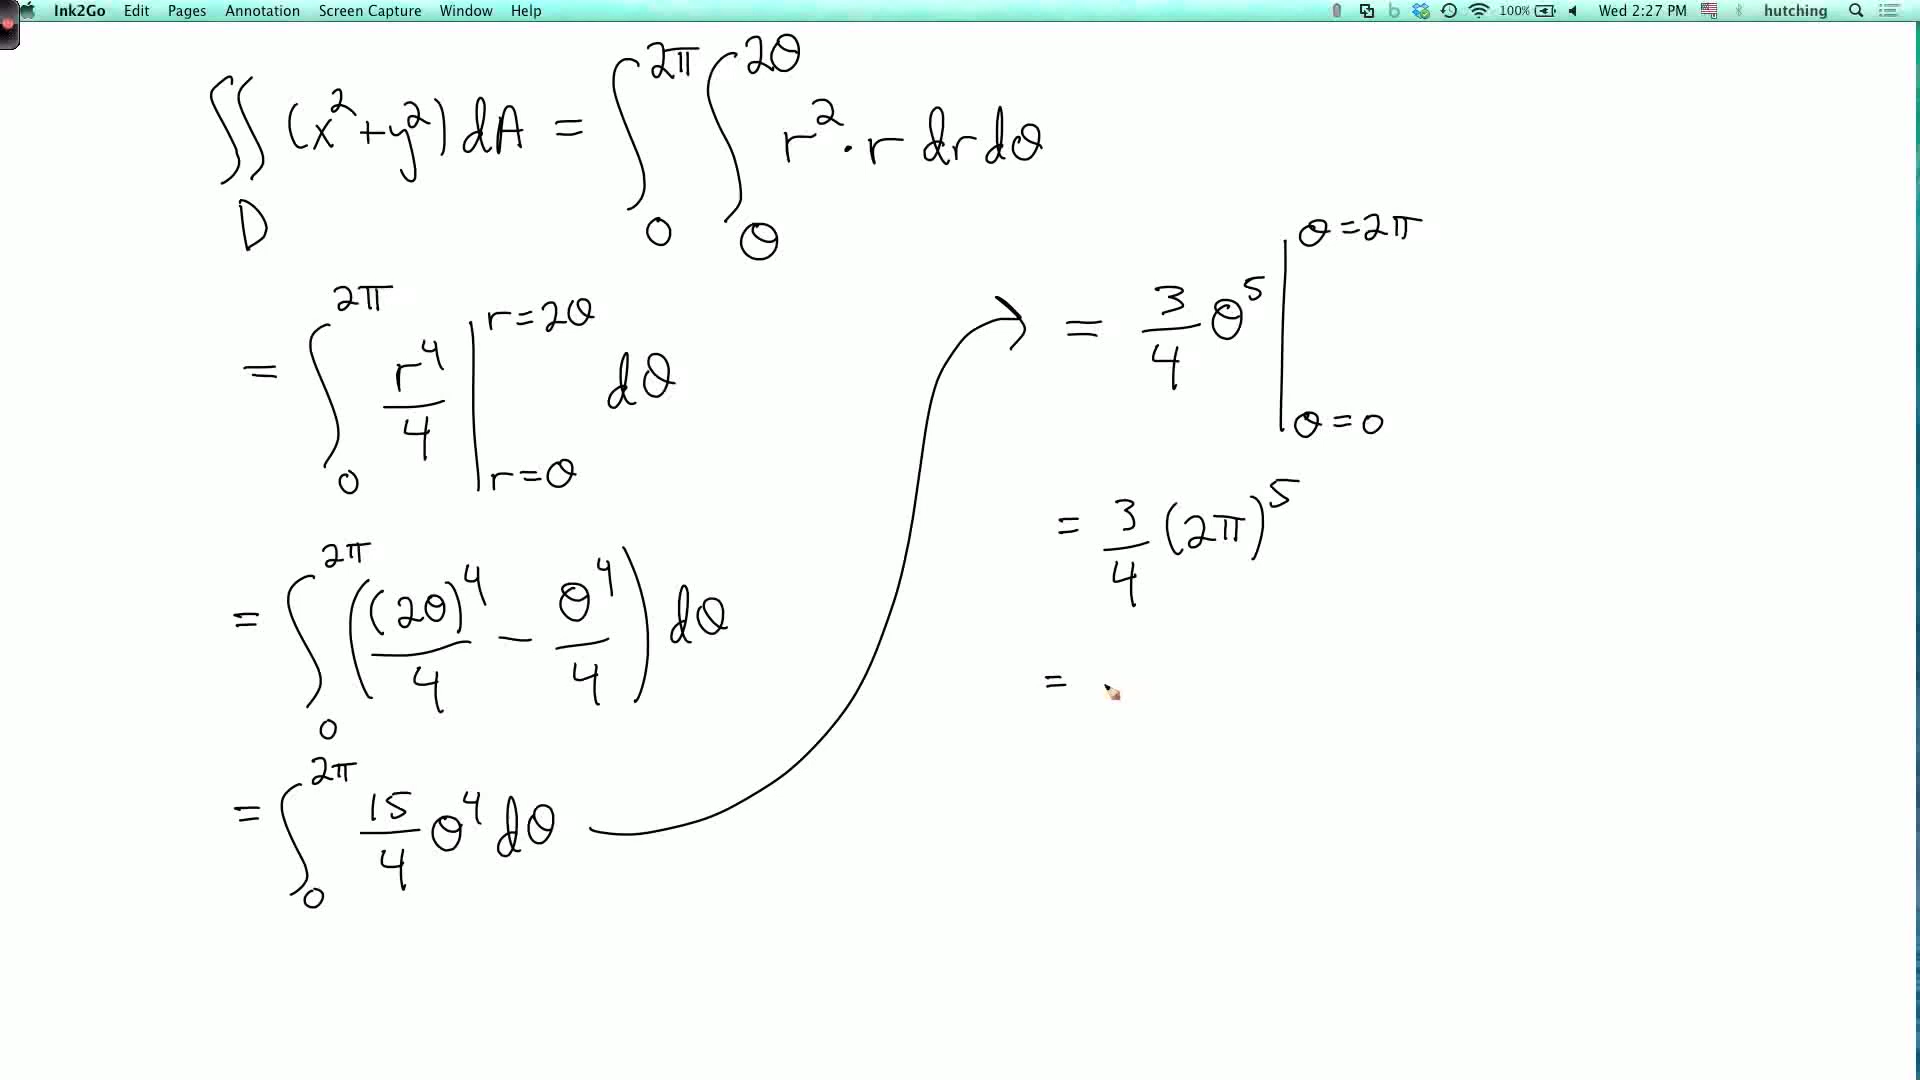 Ink2Go Edit Pages Annotation Screen Capture Window Help 100% Wed 2:27 PM hutching
∬_D (x² + y²) dA = ∫_0^{2π} ∫_θ^{2θ} r² · r dr dθ
= ∫_0^{2π} r⁴/4 |_{r=θ}^{r=2θ} dθ
= ∫_0^{2π} ((2θ)⁴/4 − θ⁴/4) dθ
= ∫_0^{2π} 15/4 θ⁴ dθ
= 3/4 θ⁵ |_{θ=0}^{θ=2π}
= 3/4 (2π)⁵
=